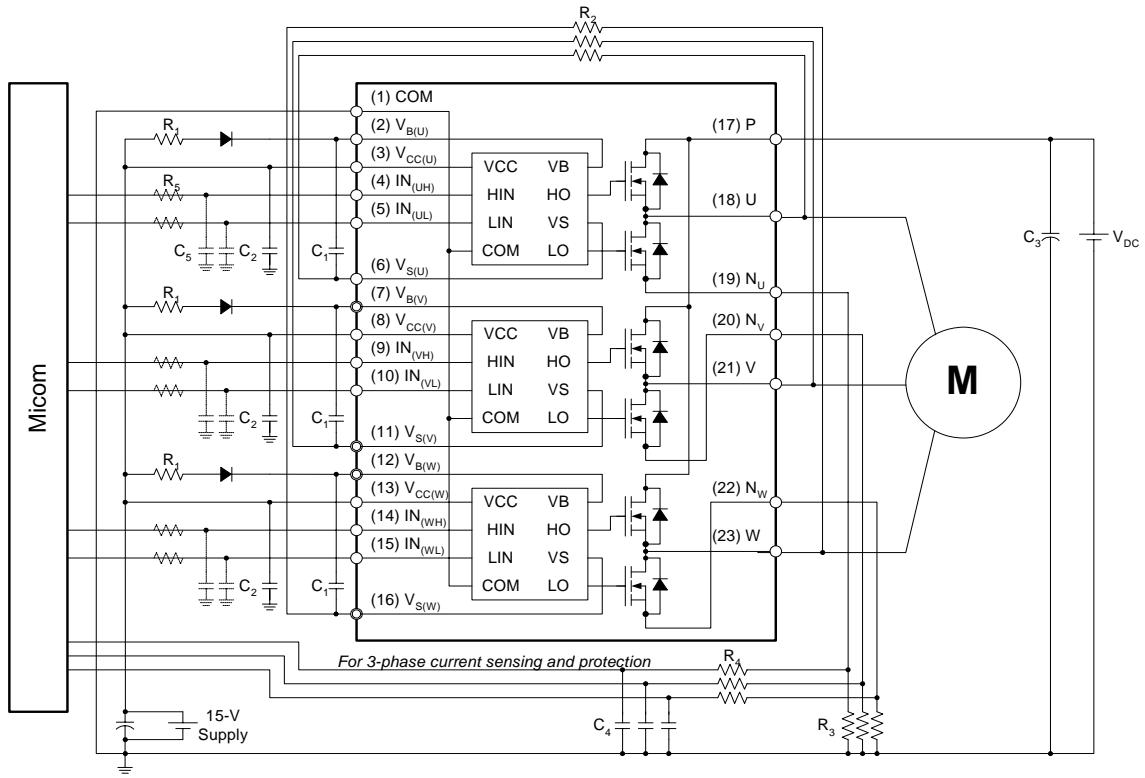 R2
Micom
(1) COM
R1
(2) VB(U)
(3) VCC(U)
R5
(4) IN(UH)
(5) IN(UL)
C5
C2
C1
(6) VS(U)
VCC VB
HIN HO
LIN VS
COM LO
(17) P
(18) U
(19) NU
C3
VDC
R1
(7) VB(V)
(8) VCC(V)
(9) IN(VH)
(10) IN(VL)
C2
C1
(11) VS(V)
VCC VB
HIN HO
LIN VS
COM LO
(20) NV
(21) V
M
R1
(12) VB(W)
(13) VCC(W)
(14) IN(WH)
(15) IN(WL)
C2
C1
(16) VS(W)
VCC VB
HIN HO
LIN VS
COM LO
(22) NW
(23) W
For 3-phase current sensing and protection
R4
15-V
Supply
C4
R3